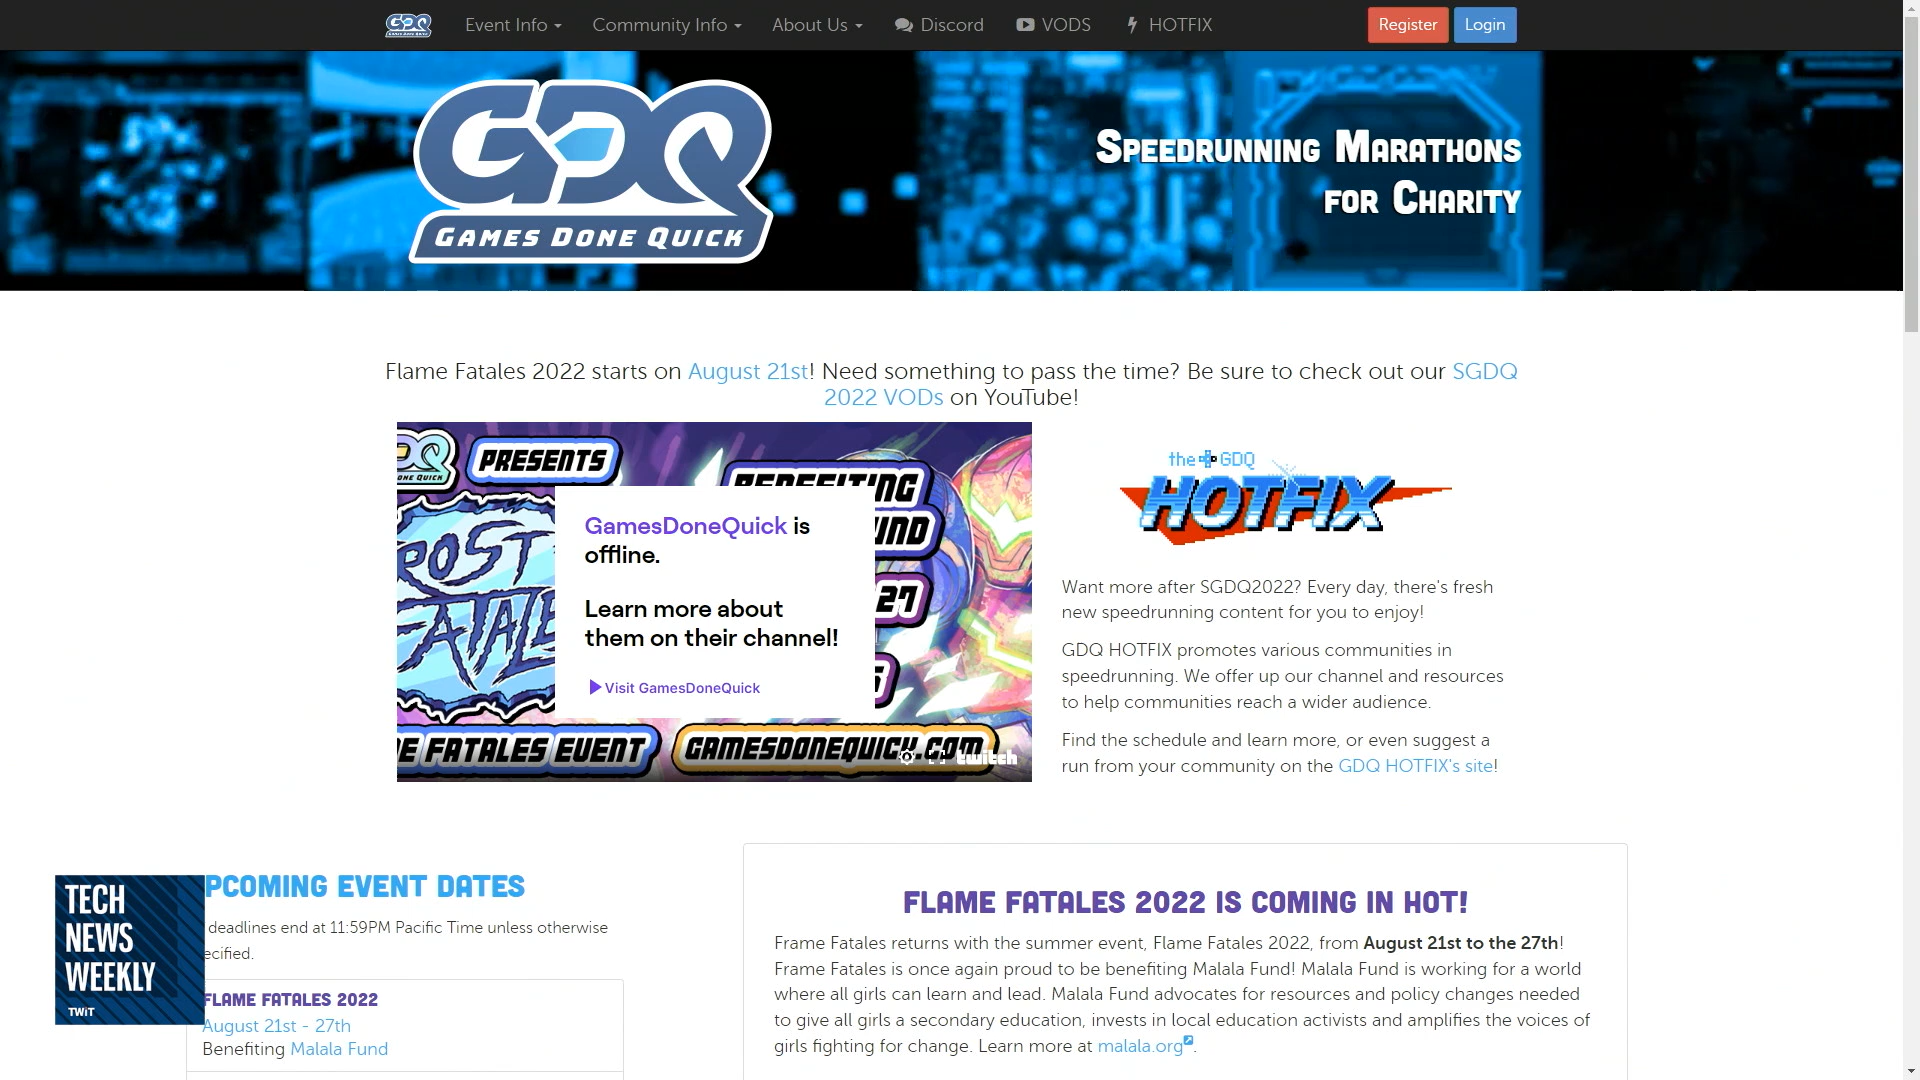 GDQ Event Info Community Info About Us Discord VODS HOTFIX Register Login
GDQ
GAMES DONE QUICK
SPEEDRUNNING MARATHONS
FOR CHARITY
Flame Fatales 2022 starts on August 21st! Need something to pass the time? Be sure to check out our SGDQ
2022 VODs on YouTube!
DONE QUICK
PRESENTS
ROST
ATALE
27
GamesDoneQuick is
offline.
Learn more about
them on their channel!
Visit GamesDoneQuick
E FATALES EVENT
GAMESDONEQUICK.COM
twitch
the GDQ
HOTFIX
Want more after SGDQ2022? Every day, there's fresh
new speedrunning content for you to enjoy!
GDQ HOTFIX promotes various communities in
speedrunning. We offer up our channel and resources
to help communities reach a wider audience.
Find the schedule and learn more, or even suggest a
run from your community on the GDQ HOTFIX's site!
PCOMING EVENT DATES
deadlines end at 11:59PM Pacific Time unless otherwise
ecified.
FLAME FATALES 2022
August 21st - 27th
Benefiting Malala Fund
TECH
NEWS
WEEKLY
TWiT
FLAME FATALES 2022 IS COMING IN HOT!
Frame Fatales returns with the summer event, Flame Fatales 2022, from August 21st to the 27th!
Frame Fatales is once again proud to be benefiting Malala Fund! Malala Fund is working for a world
where all girls can learn and lead. Malala Fund advocates for resources and policy changes needed
to give all girls a secondary education, invests in local education activists and amplifies the voices of
girls fighting for change. Learn more at malala.org.